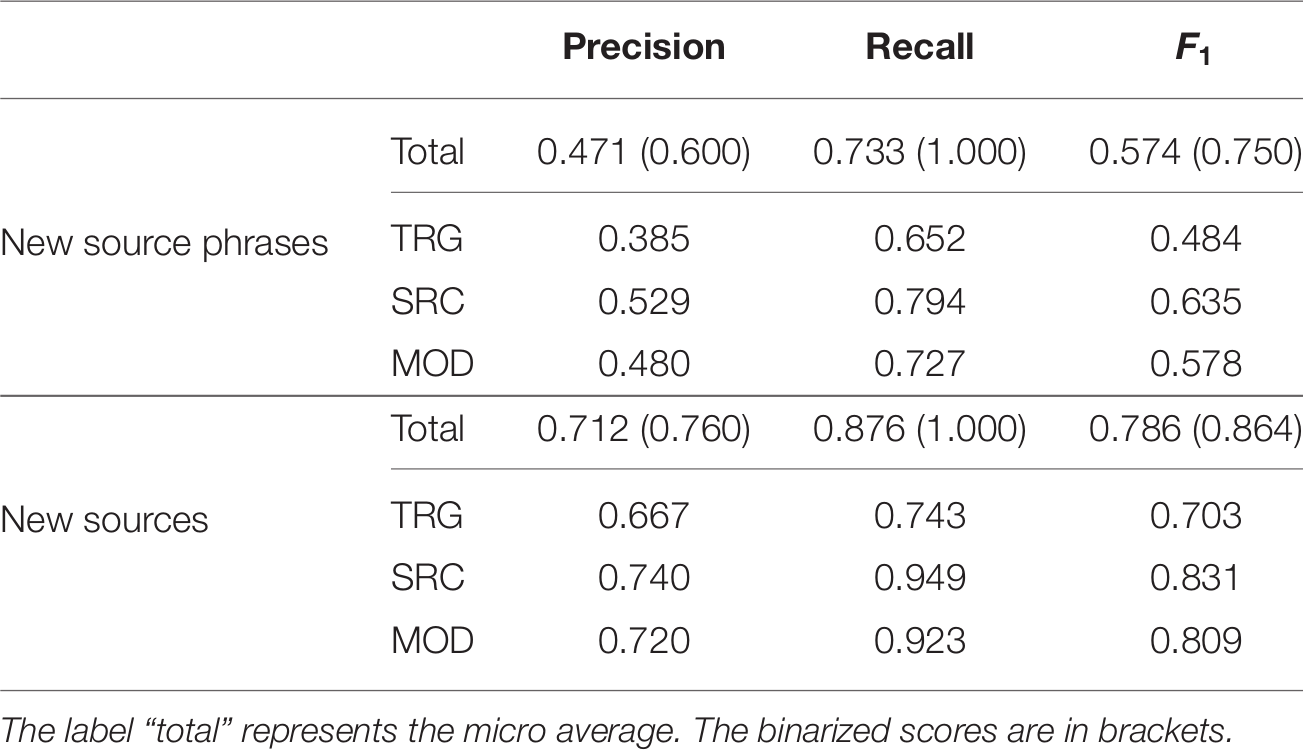 Precision Recall F1
Total 0.471 (0.600) 0.733 (1.000) 0.574 (0.750)
New source phrases TRG 0.385 0.652 0.484
SRC 0.529 0.794 0.635
MOD 0.480 0.727 0.578
Total 0.712 (0.760) 0.876 (1.000) 0.786 (0.864)
New sources TRG 0.667 0.743 0.703
SRC 0.740 0.949 0.831
MOD 0.720 0.923 0.809
The label “total” represents the micro average. The binarized scores are in brackets.